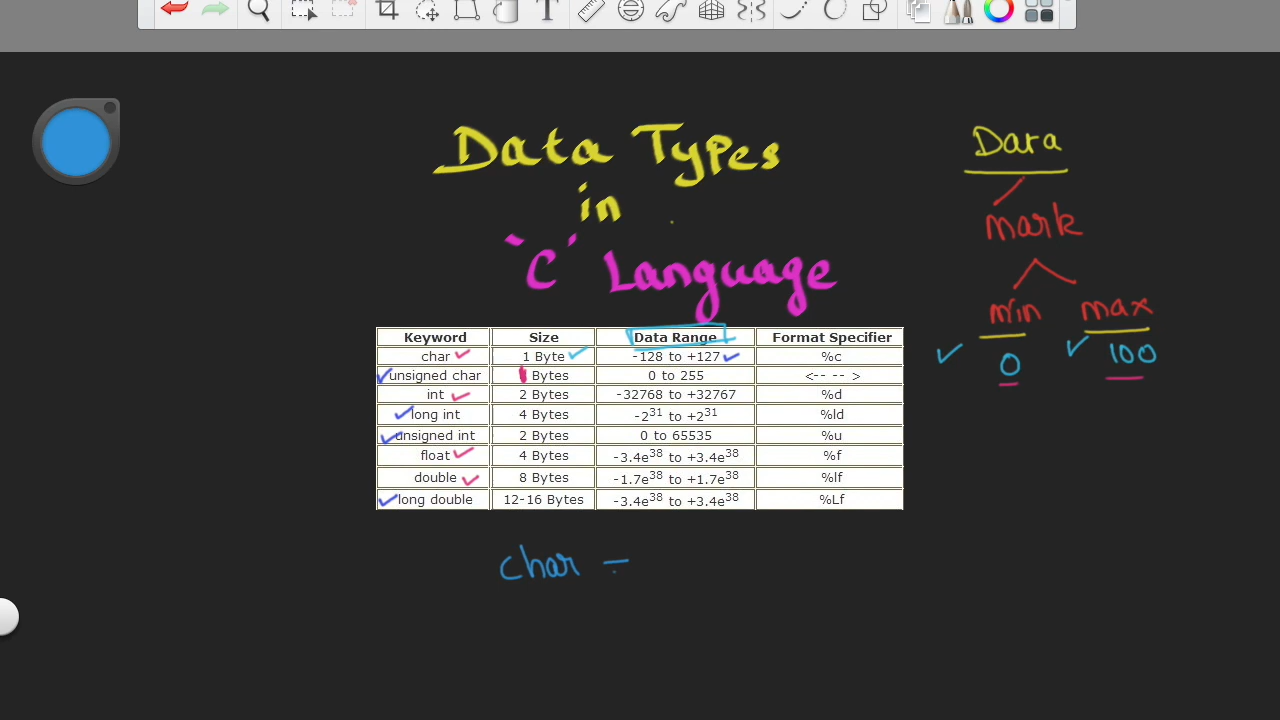 Data Types
in
`C' Language
Data
mark
min max
0 100
Keyword Size Data Range Format Specifier
char 1 Byte -128 to +127 %c
unsigned char Bytes 0 to 255 <-- -- >
int 2 Bytes -32768 to +32767 %d
long int 4 Bytes -2^31 to +2^31 %ld
unsigned int 2 Bytes 0 to 65535 %u
float 4 Bytes -3.4e^38 to +3.4e^38 %f
double 8 Bytes -1.7e^38 to +1.7e^38 %lf
long double 12-16 Bytes -3.4e^38 to +3.4e^38 %Lf
char =